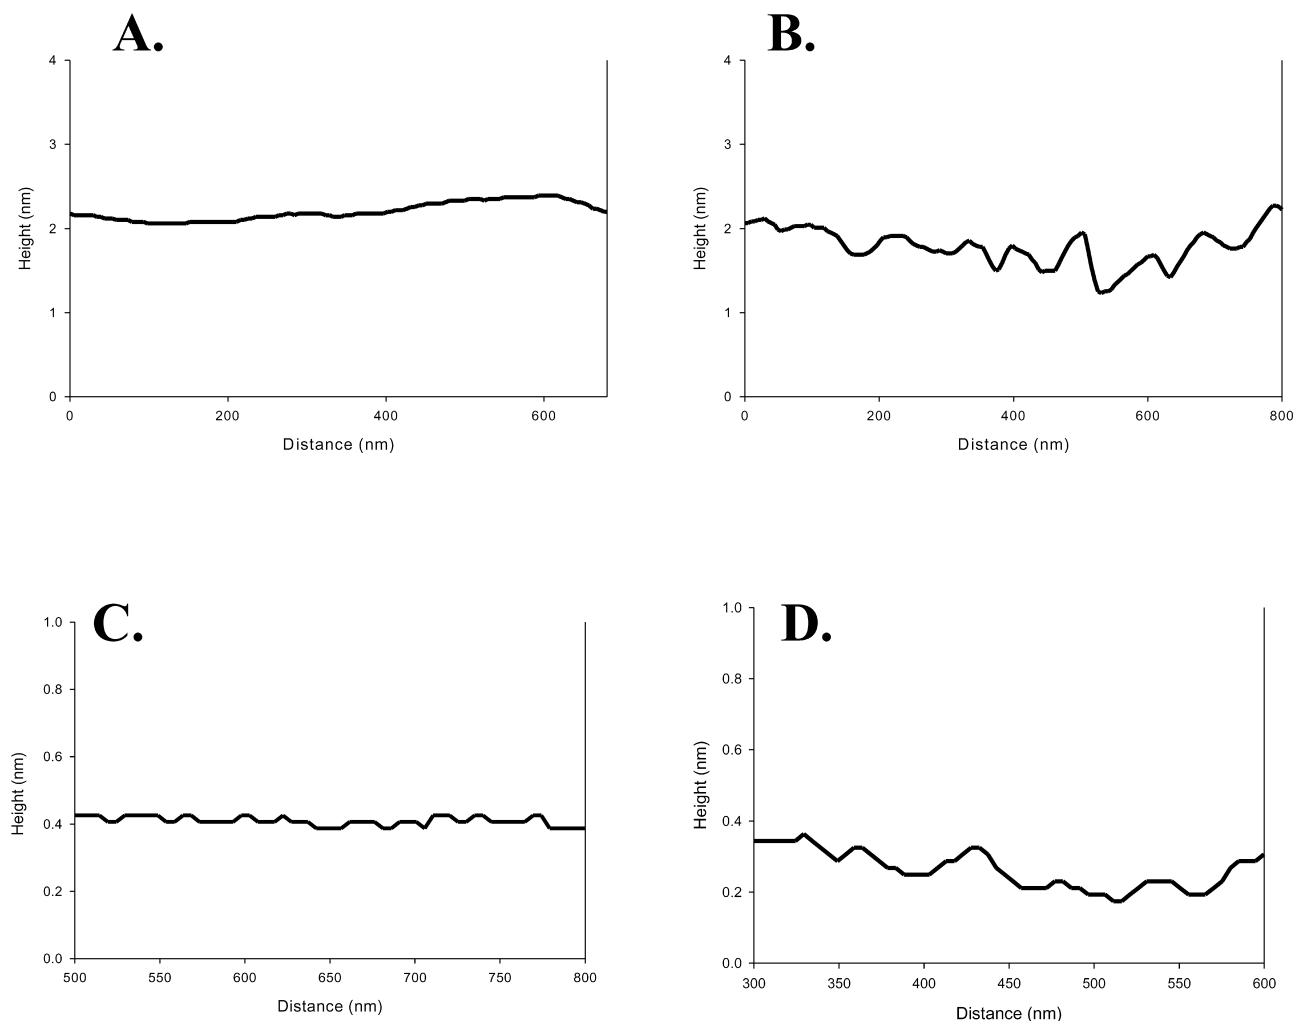 A.
4
3
2
1
0
Height (nm)
0 200 400 600
Distance (nm)
B.
4
3
2
1
0
Height (nm)
0 200 400 600 800
Distance (nm)
C.
1.0
0.8
0.6
0.4
0.2
0.0
Height (nm)
500 550 600 650 700 750 800
Distance (nm)
D.
1.0
0.8
0.6
0.4
0.2
0.0
Height (nm)
300 350 400 450 500 550 600
Distance (nm)